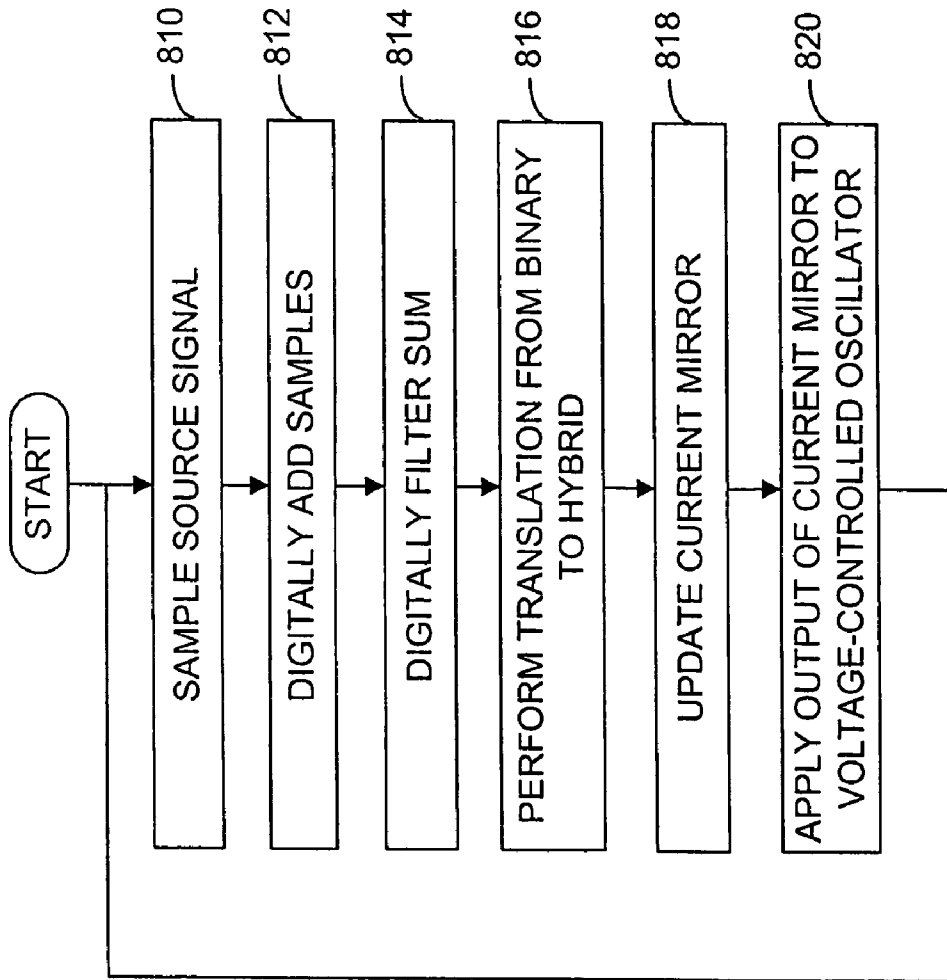 START
SAMPLE SOURCE SIGNAL
810
DIGITALLY ADD SAMPLES
812
DIGITALLY FILTER SUM
814
PERFORM TRANSLATION FROM BINARY
TO HYBRID
816
UPDATE CURRENT MIRROR
818
APPLY OUTPUT OF CURRENT MIRROR TO
VOLTAGE-CONTROLLED OSCILLATOR
820